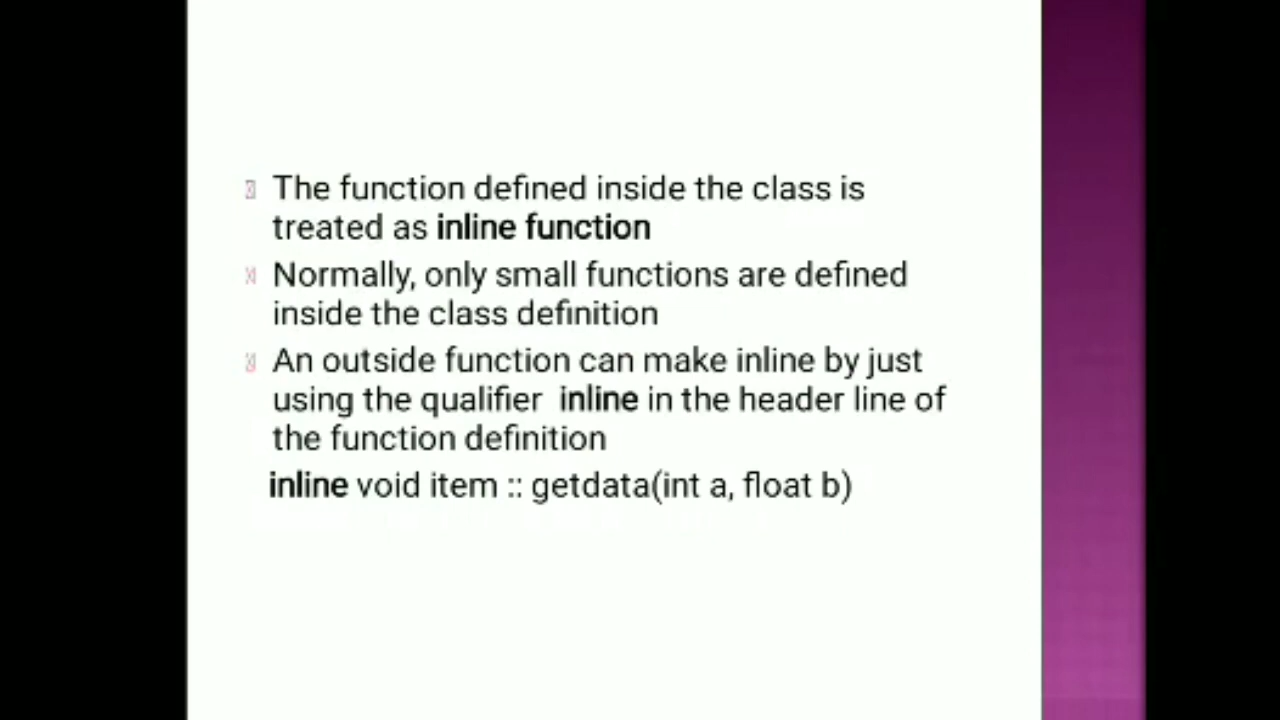 The function defined inside the class is
treated as inline function
Normally, only small functions are defined
inside the class definition
An outside function can make inline by just
using the qualifier inline in the header line of
the function definition
inline void item :: getdata(int a, float b)